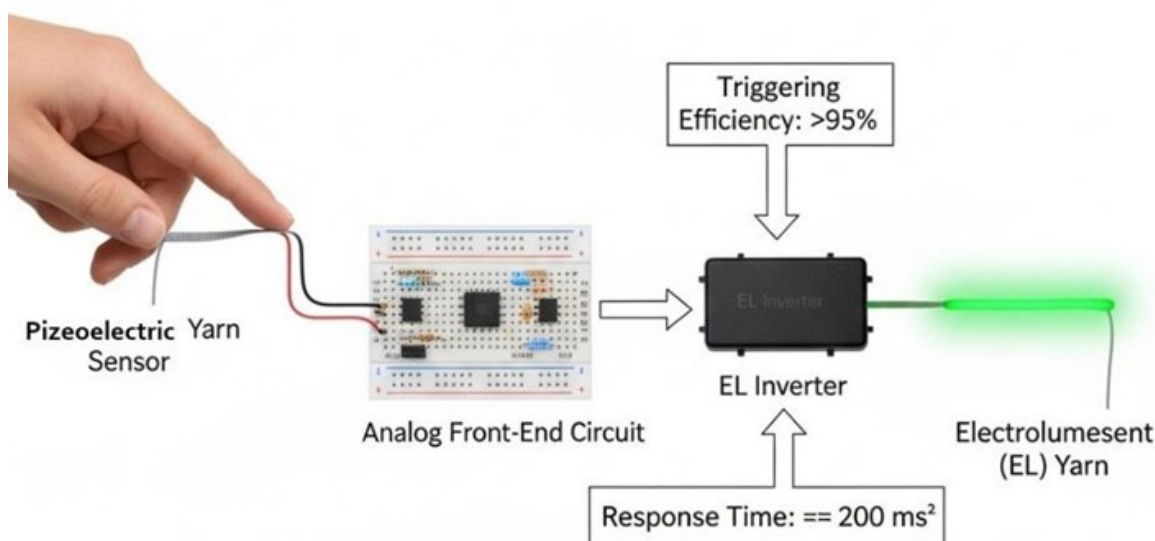 Triggering
Efficiency: >95%
Pizeoelectric Yarn
Sensor
EL Inverter
EL Inverter
Analog Front-End Circuit
Electrolumesent
(EL) Yarn
Response Time: == 200 ms²